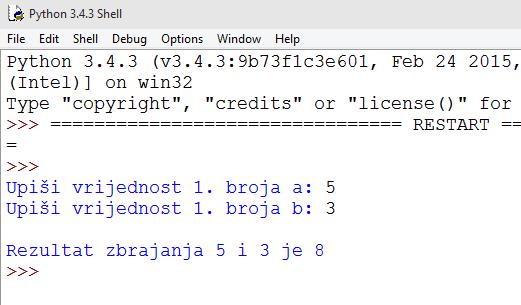 Python 3.4.3 Shell
File Edit Shell Debug Options Window Help
Python 3.4.3 (v3.4.3:9b73f1c3e601, Feb 24 2015,
(Intel)] on win32
Type "copyright", "credits" or "license()" for
>>> ================================ RESTART ==
=
>>>
Upiši vrijednost 1. broja a: 5
Upiši vrijednost 1. broja b: 3
Rezultat zbrajanja 5 i 3 je 8
>>>